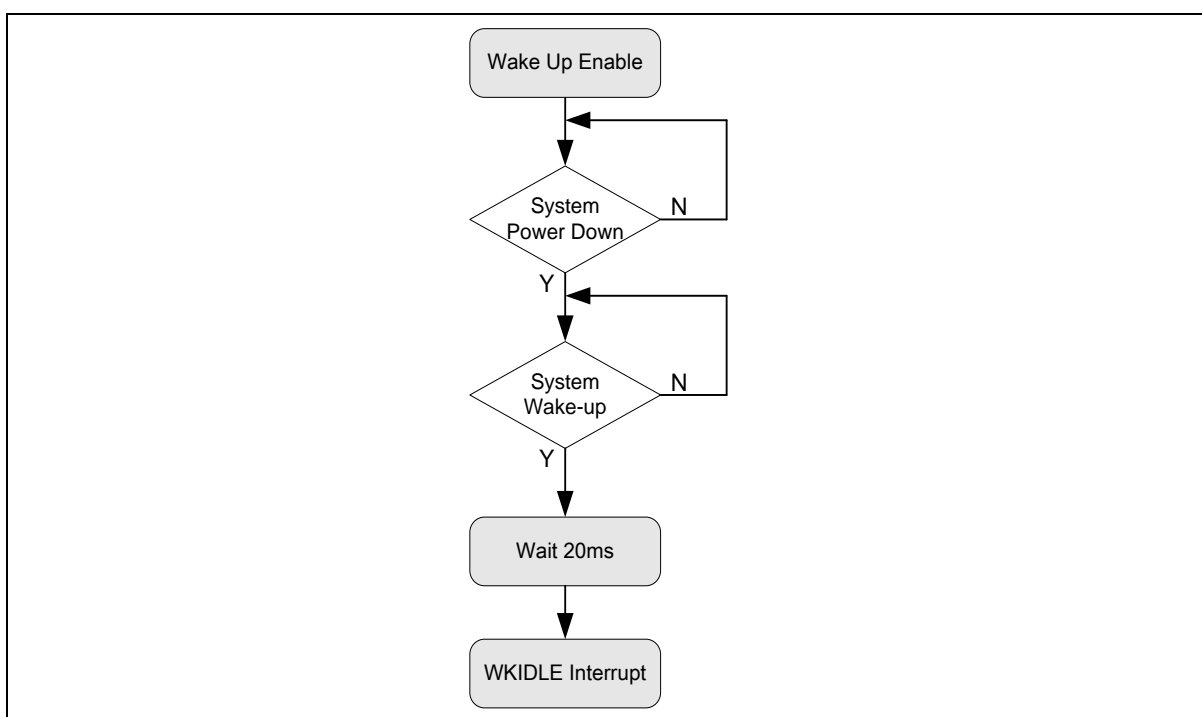 Wake Up Enable
System
Power Down
N
Y
System
Wake-up
N
Y
Wait 20ms
WKIDLE Interrupt